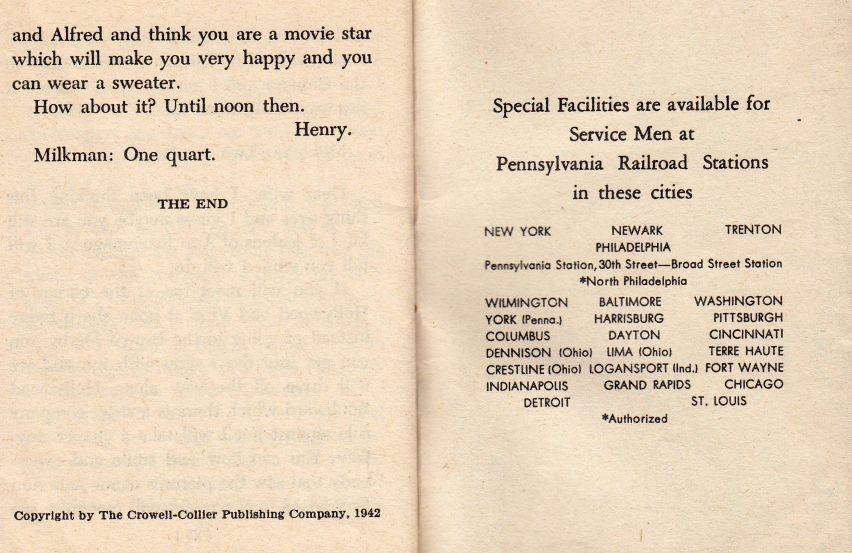 and Alfred and think you are a movie star
which will make you very happy and you
can wear a sweater.
How about it? Until noon then.
Henry.
Milkman: One quart.
THE END
Copyright by The Crowell-Collier Publishing Company, 1942
Special Facilities are available for
Service Men at
Pennsylvania Railroad Stations
in these cities
NEW YORK NEWARK TRENTON
PHILADELPHIA
Pennsylvania Station, 30th Street—Broad Street Station
*North Philadelphia
WILMINGTON BALTIMORE WASHINGTON
YORK (Penna.) HARRISBURG PITTSBURGH
COLUMBUS DAYTON CINCINNATI
DENNISON (Ohio) LIMA (Ohio) TERRE HAUTE
CRESTLINE (Ohio) LOGANSPORT (Ind.) FORT WAYNE
INDIANAPOLIS GRAND RAPIDS CHICAGO
DETROIT ST. LOUIS
*Authorized